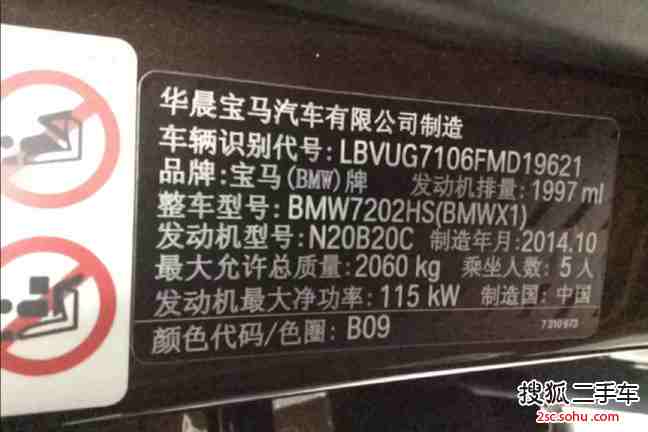 华晨宝马汽车有限公司制造
车辆识别代号:LBVUG7106FMD19621
品牌:宝马(BMW)牌 发动机排量:1997 ml
整车型号:BMW7202HS(BMWX1)
发动机型号:N20B20C 制造年月:2014.10
最大允许总质量:2060 kg 乘坐人数:5人
发动机最大净功率:115 kW 制造国:中国
颜色代码/色圈:B09
7 310 973
搜狐二手车
2sc.sohu.com